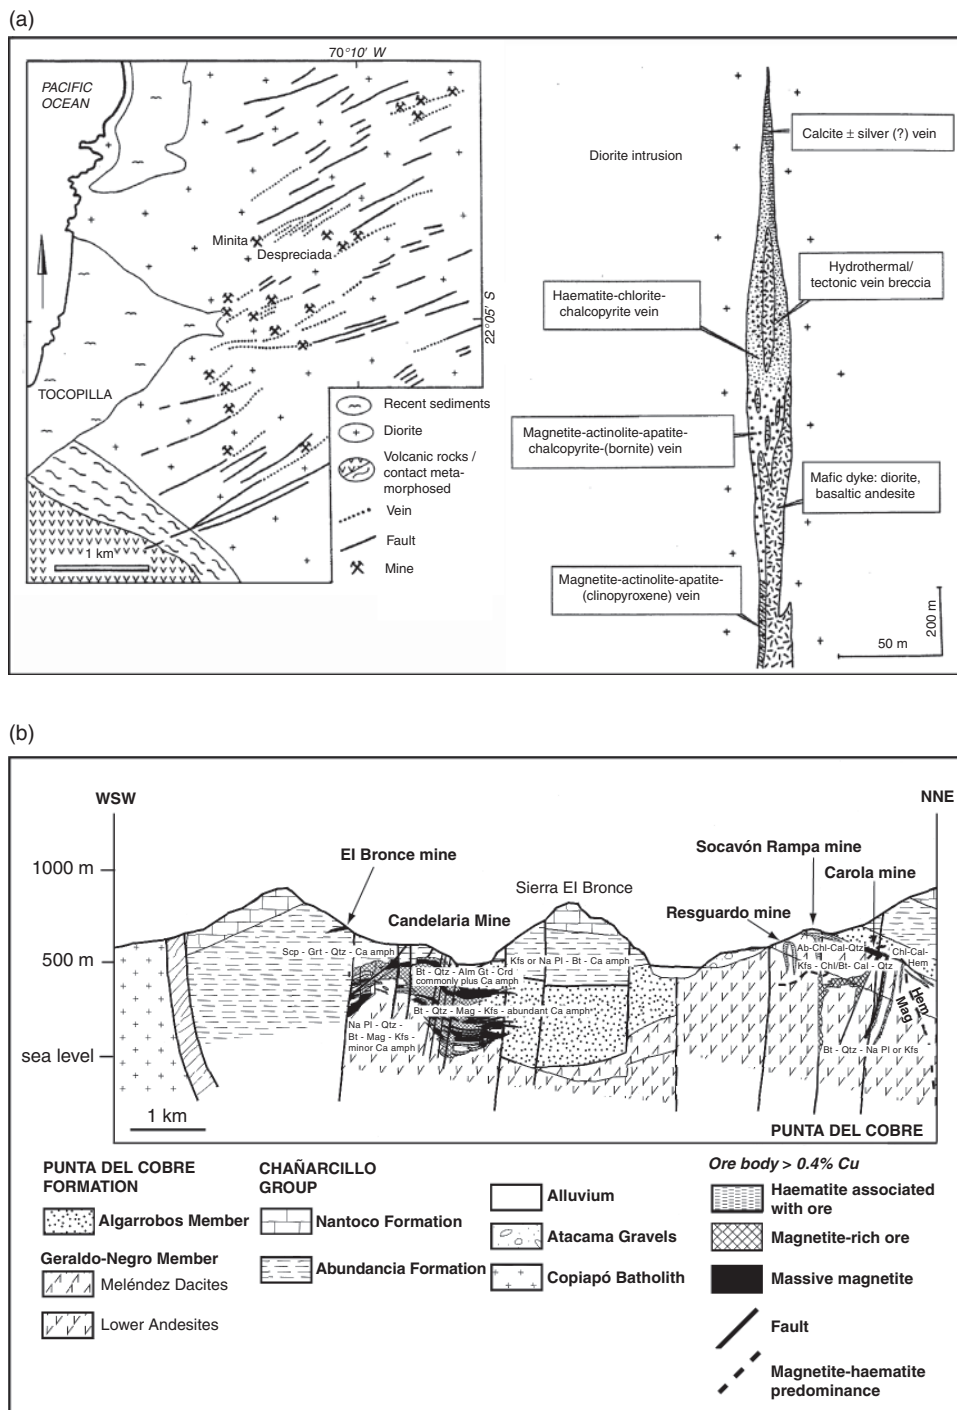 (a)
70°10' W
PACIFIC
OCEAN
Minita
Despreciada
22°05' S
TOCOPILLA
1 km
Recent sediments
Diorite
Volcanic rocks /
contact meta-
morphosed
Vein
Fault
Mine
Diorite intrusion
Calcite ± silver (?) vein
Hydrothermal/
tectonic vein breccia
Haematite-chlorite-
chalcopyrite vein
Magnetite-actinolite-apatite-
chalcopyrite-(bornite) vein
Mafic dyke: diorite,
basaltic andesite
Magnetite-actinolite-apatite-
(clinopyroxene) vein
200 m
50 m
(b)
WSW
NNE
1000 m
500 m
sea level
El Bronce mine
Candelaria Mine
Sierra El Bronce
Socavón Rampa mine
Carola mine
Resguardo mine
Scp - Grt - Qtz - Ca amph
Bt - Qtz - Alm Gt - Crd
commonly plus Ca amph
Kfs or Na Pl - Bt - Ca amph
Bt - Qtz - Mag - Kfs - abundant Ca amph
Na Pl - Qtz -
Bt - Mag - Kfs -
minor Ca amph
Ab-Chl-Cal-Qtz
Kfs - Chl/Bt- Cal - Qtz
Chl-Cal-
Hem
Hem
Mag
Bt - Qtz - Na Pl or Kfs
1 km
PUNTA DEL COBRE
PUNTA DEL COBRE
FORMATION
Algarrobos Member
Geraldo-Negro Member
Meléndez Dacites
Lower Andesites
CHAÑARCILLO
GROUP
Nantoco Formation
Abundancia Formation
Alluvium
Atacama Gravels
Copiapó Batholith
Ore body > 0.4% Cu
Haematite associated
with ore
Magnetite-rich ore
Massive magnetite
Fault
Magnetite-haematite
predominance